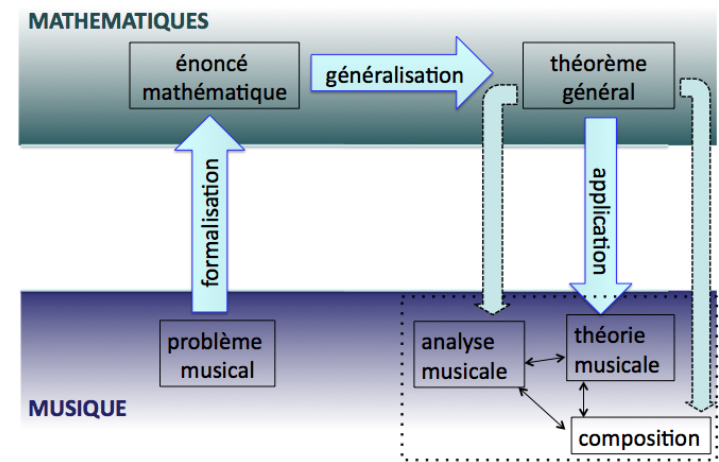 MATHEMATIQUES
énoncé
mathématique
généralisation
théorème
général
formalisation
application
problème
musical
analyse
musicale
théorie
musicale
composition
MUSIQUE